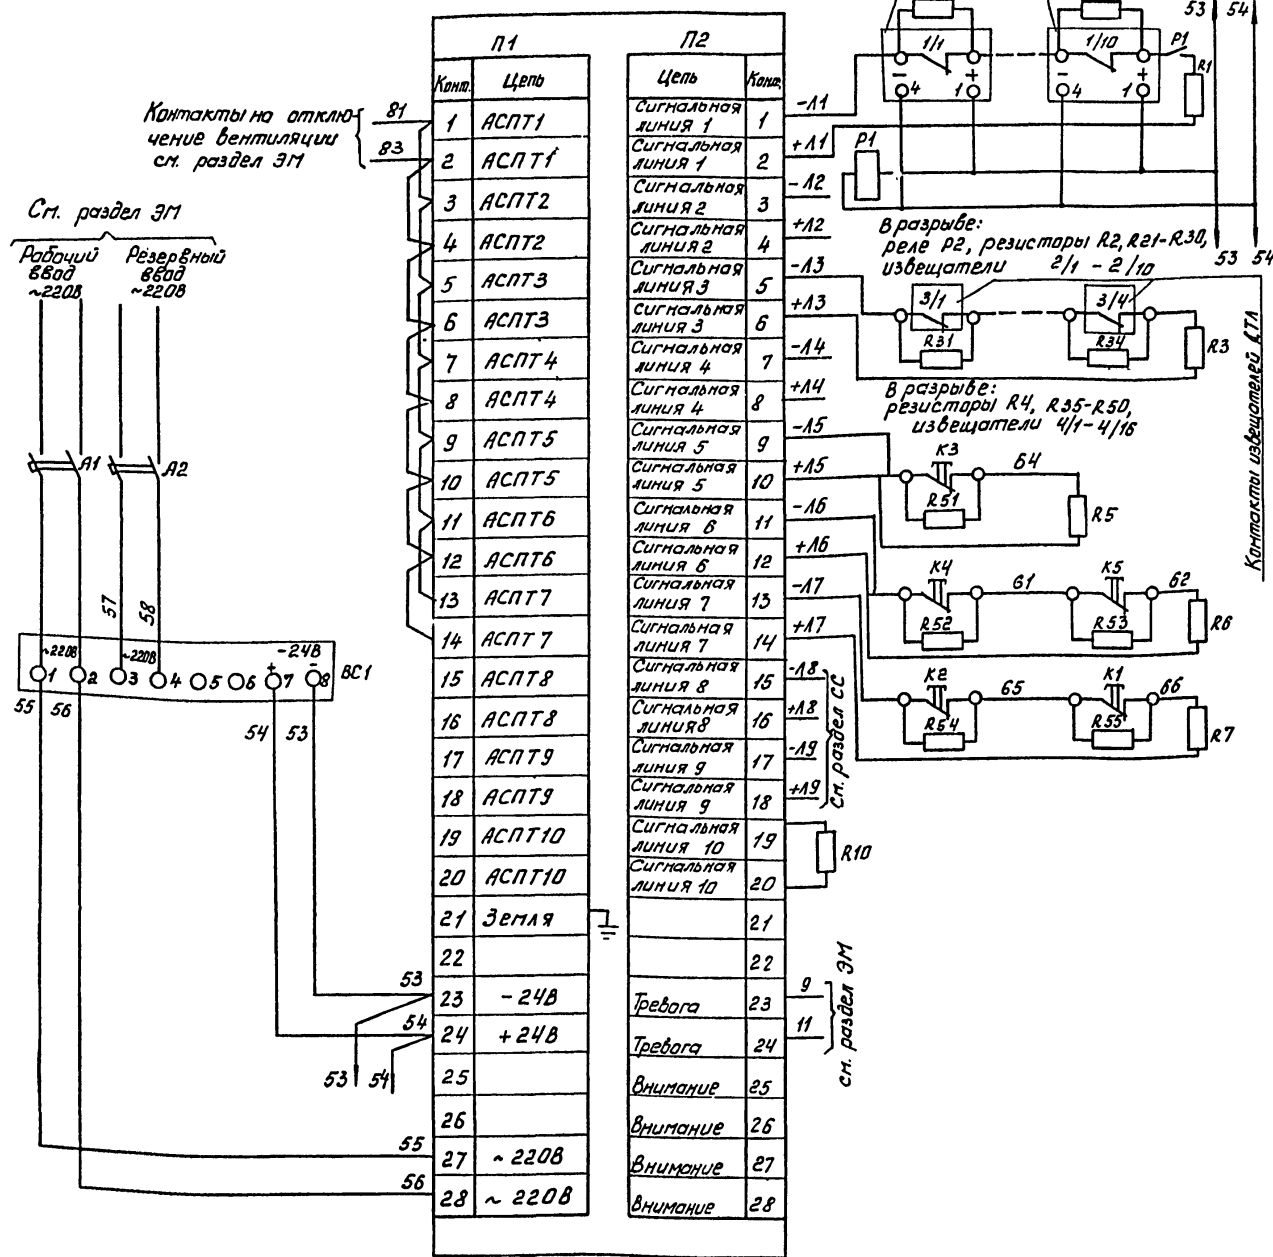 П1
П2
Конт. Цепь
Цепь Конт.
1 АСПТ1
2 АСПТ1
3 АСПТ2
4 АСПТ2
5 АСПТ3
6 АСПТ3
7 АСПТ4
8 АСПТ4
9 АСПТ5
10 АСПТ5
11 АСПТ6
12 АСПТ6
13 АСПТ7
14 АСПТ7
15 АСПТ8
16 АСПТ8
17 АСПТ9
18 АСПТ9
19 АСПТ10
20 АСПТ10
21 Земля
22
23 -24В
24 +24В
25
26
27 ~220В
28 ~220В
Сигнальная
линия 1 1
Сигнальная
линия 1 2
Сигнальная
линия 2 3
Сигнальная
линия 2 4
Сигнальная
линия 3 5
Сигнальная
линия 3 6
Сигнальная
линия 4 7
Сигнальная
линия 4 8
Сигнальная
линия 5 9
Сигнальная
линия 5 10
Сигнальная
линия 6 11
Сигнальная
линия 6 12
Сигнальная
линия 7 13
Сигнальная
линия 7 14
Сигнальная
линия 8 15
Сигнальная
линия 8 16
Сигнальная
линия 9 17
Сигнальная
линия 9 18
Сигнальная
линия 10 19
Сигнальная
линия 10 20
21
22
Тревога 23
Тревога 24
Внимание 25
Внимание 26
Внимание 27
Внимание 28
Контакты на отклю-
чение вентиляции
см. раздел ЭМ
81
83
См. раздел ЭМ
Рабочий
ввод
~220В
Резервный
ввод
~220В
А1
А2
57
58
~220В
~220В
-24В
+
-
1
2
3
4
5
6
7
8
ВС1
55
56
54
53
53
54
53
54
55
56
-Л1
+Л1
-Л2
+Л2
-Л3
+Л3
-Л4
+Л4
-Л5
+Л5
-Л6
+Л6
-Л7
+Л7
-Л8
+Л8
-Л9
+Л9
см. раздел СС
R10
9
11
см. раздел ЭМ
53
54
1/1
1/10
Р1
R1
-
+
-
+
4
1
4
1
Р1
В разрыве:
реле Р2, резисторы R2, R21-R30,
извещатели 2/1 - 2/10
53
54
3/1
3/4
R31
R34
R3
В разрыве:
резисторы R4, R35-R50,
извещатели 4/1-4/16
К3
64
R51
R5
К4
61
К5
62
R52
R53
R6
К2
65
К1
66
R54
R55
R7
Контакты извещателей ДТЛ